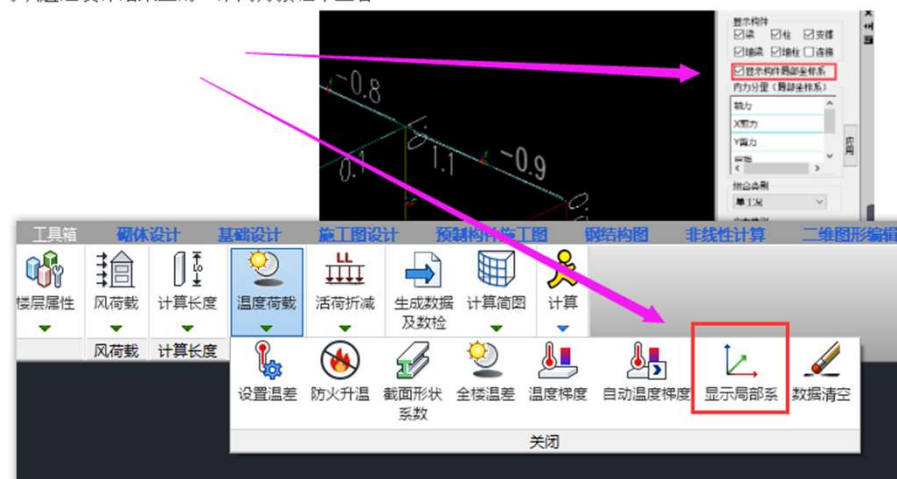 显示构件
梁 柱 支撑
墙梁 墙柱 连接
显示构件局部坐标系
内力分量（局部坐标系）
轴力
X剪力
Y剪力
应用
组合类别
单工况
-0.8
0.1
1.1
-0.9
工具箱 砌体设计 基础设计 施工图设计 预制构件施工图 钢结构图 非线性计算 二维图形编辑
楼层属性 风荷载 计算长度 温度荷载 活荷折减 生成数据及数检 计算简图 计算
风荷载 计算长度
设置温差 防火升温 截面形状系数 全楼温差 温度梯度 自动温度梯度 显示局部系 数据清空
关闭